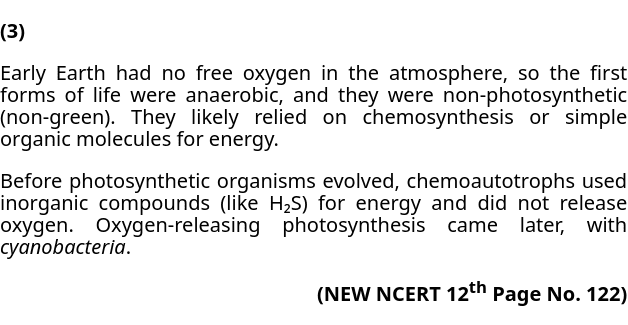 (3)
Early Earth had no free oxygen in the atmosphere, so the first
forms of life were anaerobic, and they were non-photosynthetic
(non-green). They likely relied on chemosynthesis or simple
organic molecules for energy.
Before photosynthetic organisms evolved, chemoautotrophs used
inorganic compounds (like H₂S) for energy and did not release
oxygen. Oxygen-releasing photosynthesis came later, with
cyanobacteria.
(NEW NCERT 12th Page No. 122)